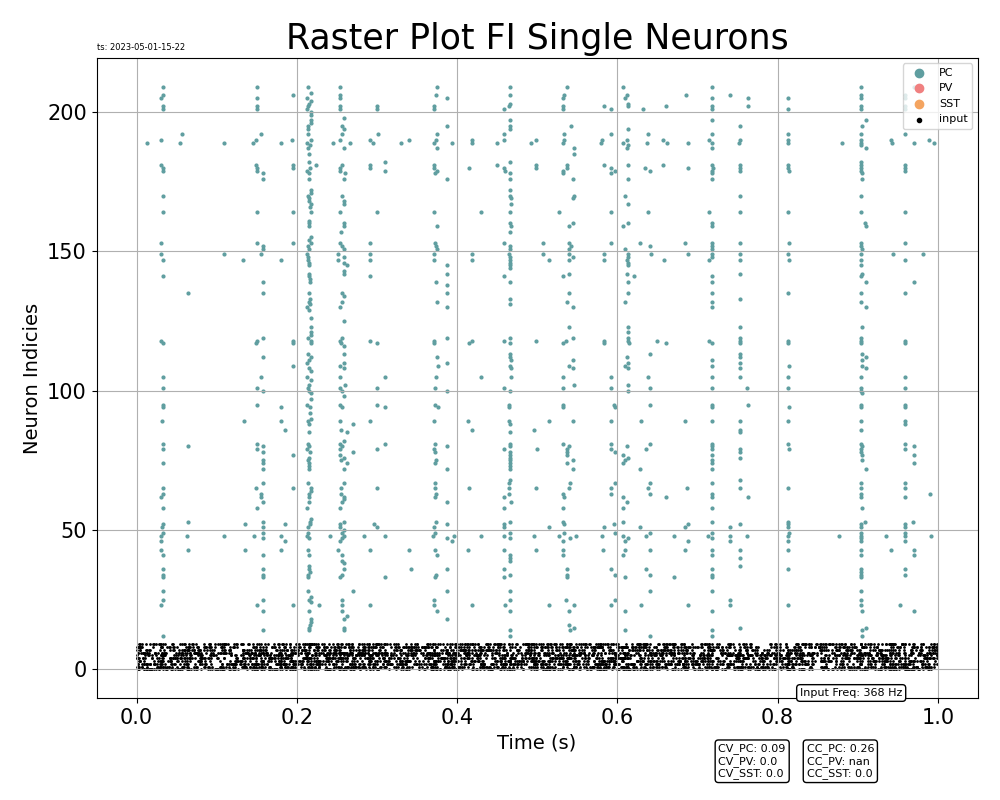 Raster Plot FI Single Neurons
ts: 2023-05-01-15-22
PC
PV
SST
input
Neuron Indicies
200
150
100
50
0
0.0 0.2 0.4 0.6 0.8 1.0
Time (s)
Input Freq: 368 Hz
CV_PC: 0.09
CV_PV: 0.0
CV_SST: 0.0
CC_PC: 0.26
CC_PV: nan
CC_SST: 0.0